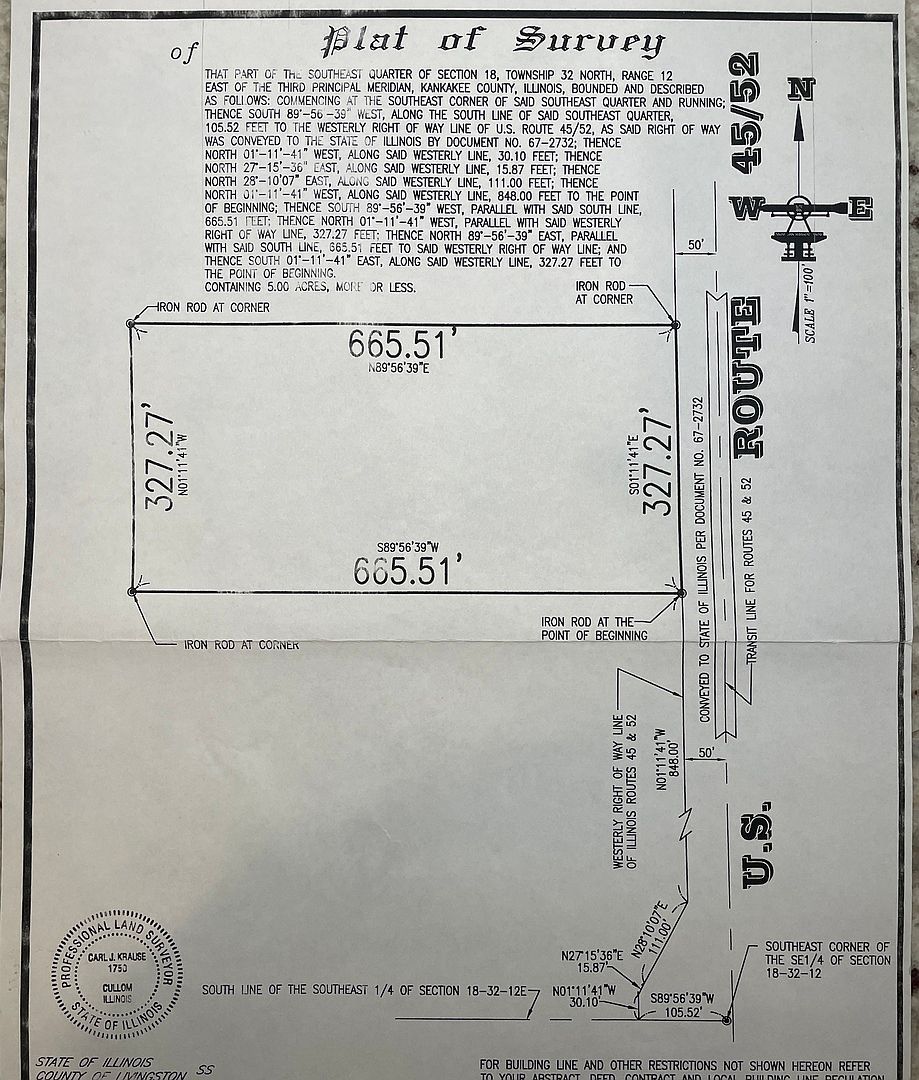 Plat of Survey
of
THAT PART OF THE SOUTHEAST QUARTER OF SECTION 18, TOWNSHIP 32 NORTH, RANGE 12
EAST OF THE THIRD PRINCIPAL MERIDIAN, KANKAKEE COUNTY, ILLINOIS, BOUNDED AND DESCRIBED
AS FOLLOWS: COMMENCING AT THE SOUTHEAST CORNER OF SAID SOUTHEAST QUARTER AND RUNNING;
THENCE SOUTH 89°-56'-39" WEST, ALONG THE SOUTH LINE OF SAID SOUTHEAST QUARTER,
105.52 FEET TO THE WESTERLY RIGHT OF WAY LINE OF U.S. ROUTE 45/52, AS SAID RIGHT OF WAY
WAS CONVEYED TO THE STATE OF ILLINOIS BY DOCUMENT NO. 67-2732; THENCE
NORTH 01°-11'-41" WEST, ALONG SAID WESTERLY LINE, 30.10 FEET; THENCE
NORTH 27°-15'-36" EAST, ALONG SAID WESTERLY LINE, 15.87 FEET; THENCE
NORTH 28°-10'07" EAST, ALONG SAID WESTERLY LINE, 111.00 FEET; THENCE
NORTH 01°-11'-41" WEST, ALONG SAID WESTERLY LINE, 848.00 FEET TO THE POINT
OF BEGINNING; THENCE SOUTH 89°-56'-39" WEST, PARALLEL WITH SAID SOUTH LINE,
665.51 FEET; THENCE NORTH 01°-11'-41" WEST, PARALLEL WITH SAID WESTERLY
RIGHT OF WAY LINE, 327.27 FEET; THENCE NORTH 89°-56'-39" EAST, PARALLEL
WITH SAID SOUTH LINE, 665.51 FEET TO SAID WESTERLY RIGHT OF WAY LINE; AND
THENCE SOUTH 01°-11'-41" EAST, ALONG SAID WESTERLY LINE, 327.27 FEET TO
THE POINT OF BEGINNING.
CONTAINING 5.00 ACRES, MORE OR LESS.
N
W E
SCALE 1"=100'
U.S. ROUTE 45/52
50'
IRON ROD AT CORNER
IRON ROD
AT CORNER
665.51'
N89°56'39"E
327.27'
N01°11'41"W
S01°11'41"E
327.27'
S89°56'39"W
665.51'
IRON ROD AT CORNER
IRON ROD AT THE
POINT OF BEGINNING
CONVEYED TO STATE OF ILLINOIS PER DOCUMENT NO. 67-2732
TRANSIT LINE FOR ROUTES 45 & 52
WESTERLY RIGHT OF WAY LINE
OF ILLINOIS ROUTES 45 & 52
N01°11'41"W
848.00'
50'
N28°10'07"E
111.00'
N27°15'36"E
15.87'
N01°11'41"W
30.10'
S89°56'39"W
105.52'
SOUTHEAST CORNER OF
THE SE1/4 OF SECTION
18-32-12
SOUTH LINE OF THE SOUTHEAST 1/4 OF SECTION 18-32-12E
PROFESSIONAL LAND SURVEYOR
CARL J. KRAUSE
1750
CULLOM
ILLINOIS
STATE OF ILLINOIS
STATE OF ILLINOIS
COUNTY OF LIVINGSTON SS
FOR BUILDING LINE AND OTHER RESTRICTIONS NOT SHOWN HEREON REFER
TO YOUR ABSTRACT, DEED, CONTRACT AND LOCAL BUILDING LINE REGULATION